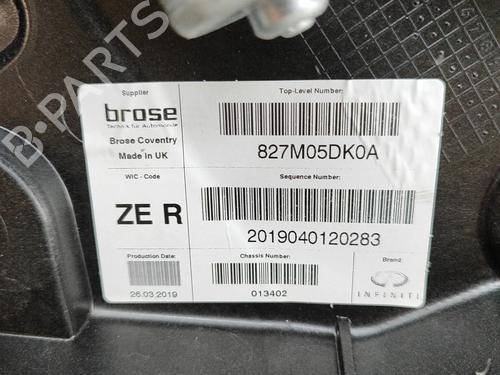 Supplier
brose
Technik für Automobile
Brose Coventry
Made In UK
WIC - Code
ZE R
Production Date:
26.03.2019
Top-Level Number:
827M05DK0A
Sequence Number:
2019040120283
Chassis Number:
013402
Brand:
INFINITI
B-PARTS